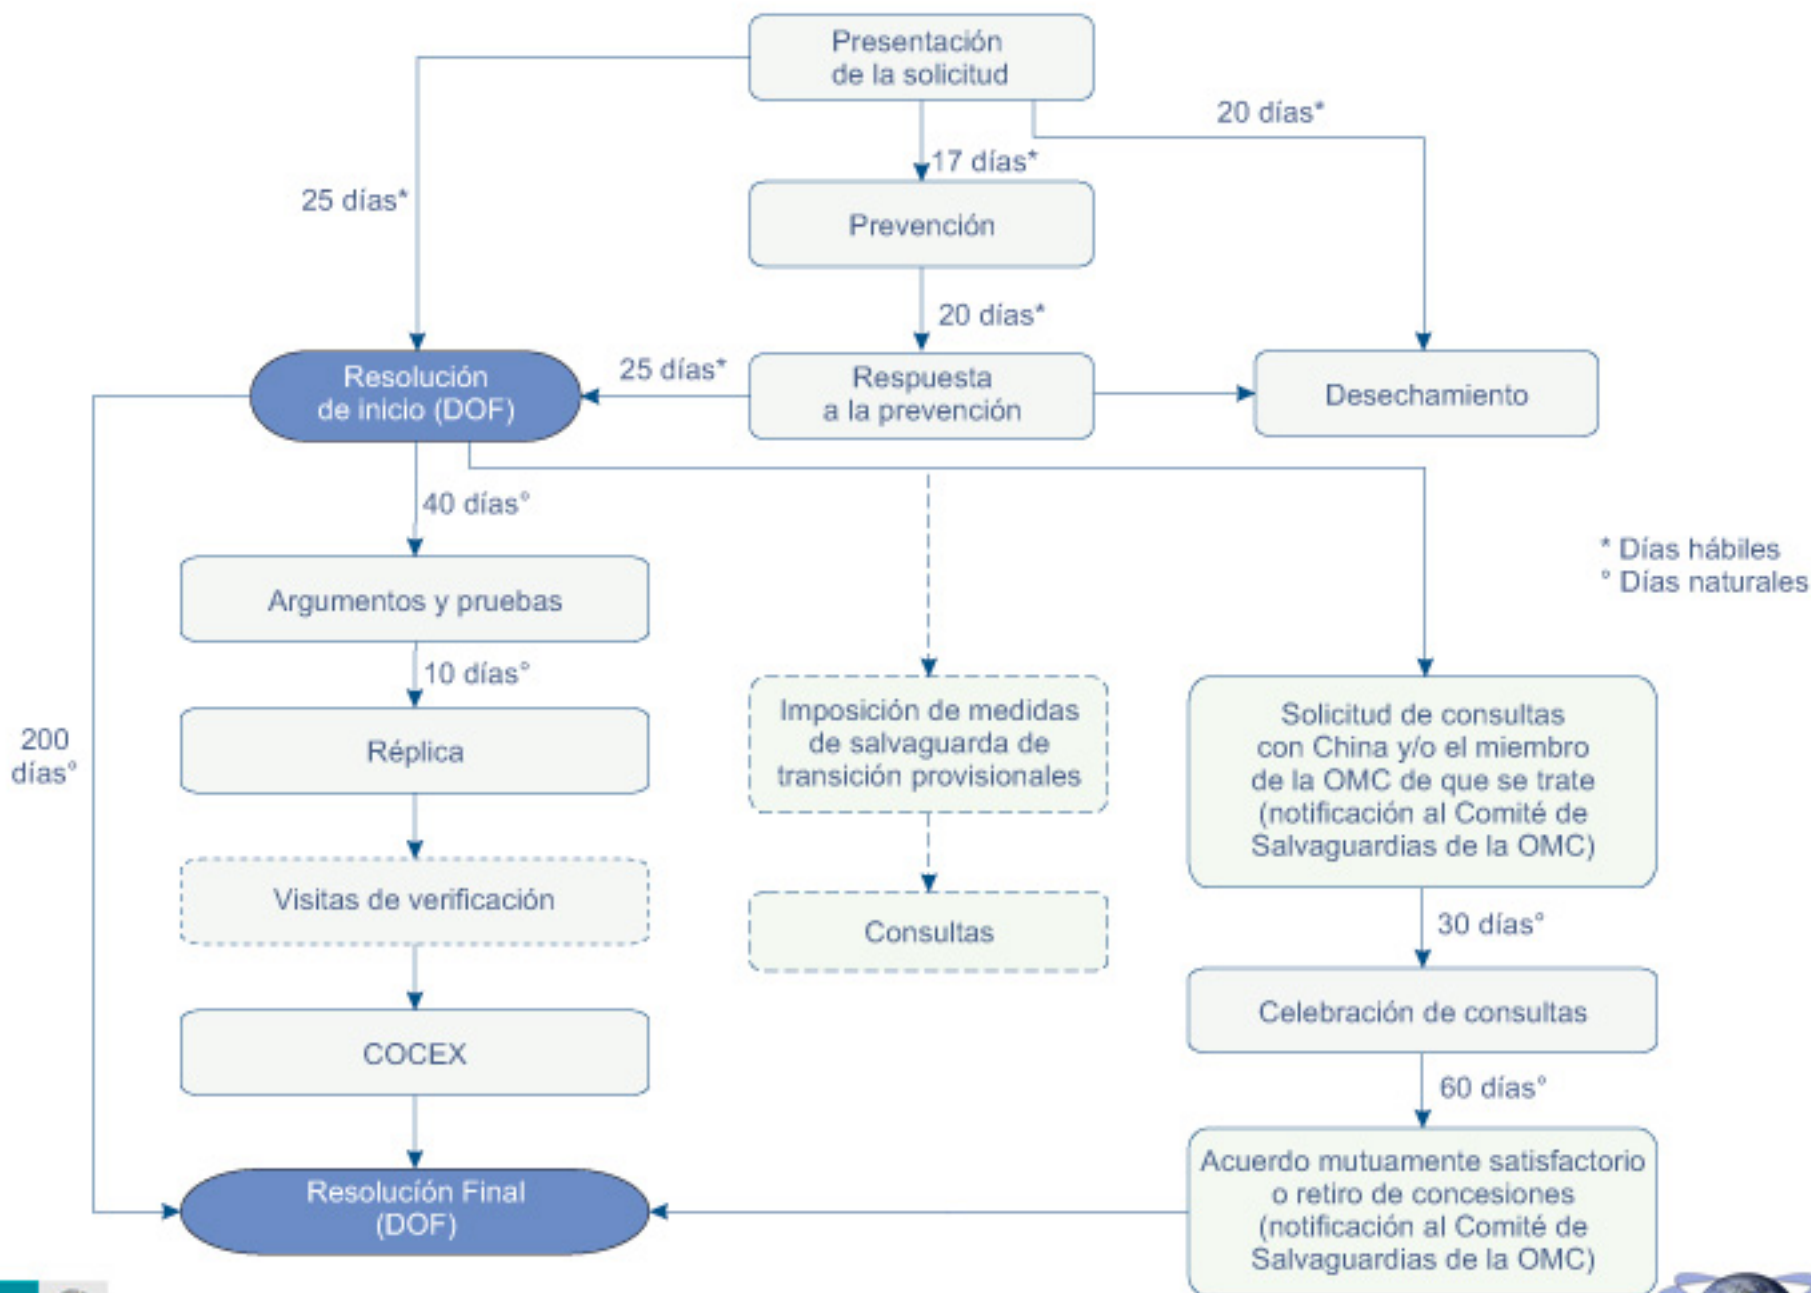 Presentación
de la solicitud
20 días*
17 días*
25 días*
Prevención
20 días*
Resolución
de inicio (DOF)
25 días*
Respuesta
a la prevención
Desechamiento
40 días°
* Días hábiles
° Días naturales
Argumentos y pruebas
10 días°
Réplica
200
días°
Imposición de medidas
de salvaguarda de
transición provisionales
Solicitud de consultas
con China y/o el miembro
de la OMC de que se trate
(notificación al Comité de
Salvaguardias de la OMC)
Visitas de verificación
Consultas
30 días°
Celebración de consultas
COCEX
60 días°
Acuerdo mutuamente satisfactorio
o retiro de concesiones
(notificación al Comité de
Salvaguardias de la OMC)
Resolucíón Final
(DOF)